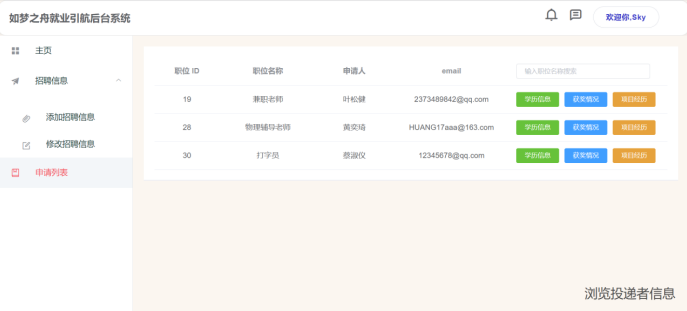 如梦之舟就业引航后台系统
欢迎你,Sky
主页
招聘信息
添加招聘信息
修改招聘信息
申请列表
职位 ID 职位名称 申请人 email 输入职位名称搜索
19 兼职老师 叶松健 2373489842@qq.com 学历信息 获奖情况 项目经历
28 物理辅导老师 黄奕琦 HUANG17aaa@163.com 学历信息 获奖情况 项目经历
30 打字员 蔡淑仪 12345678@qq.com 学历信息 获奖情况 项目经历
浏览投递者信息